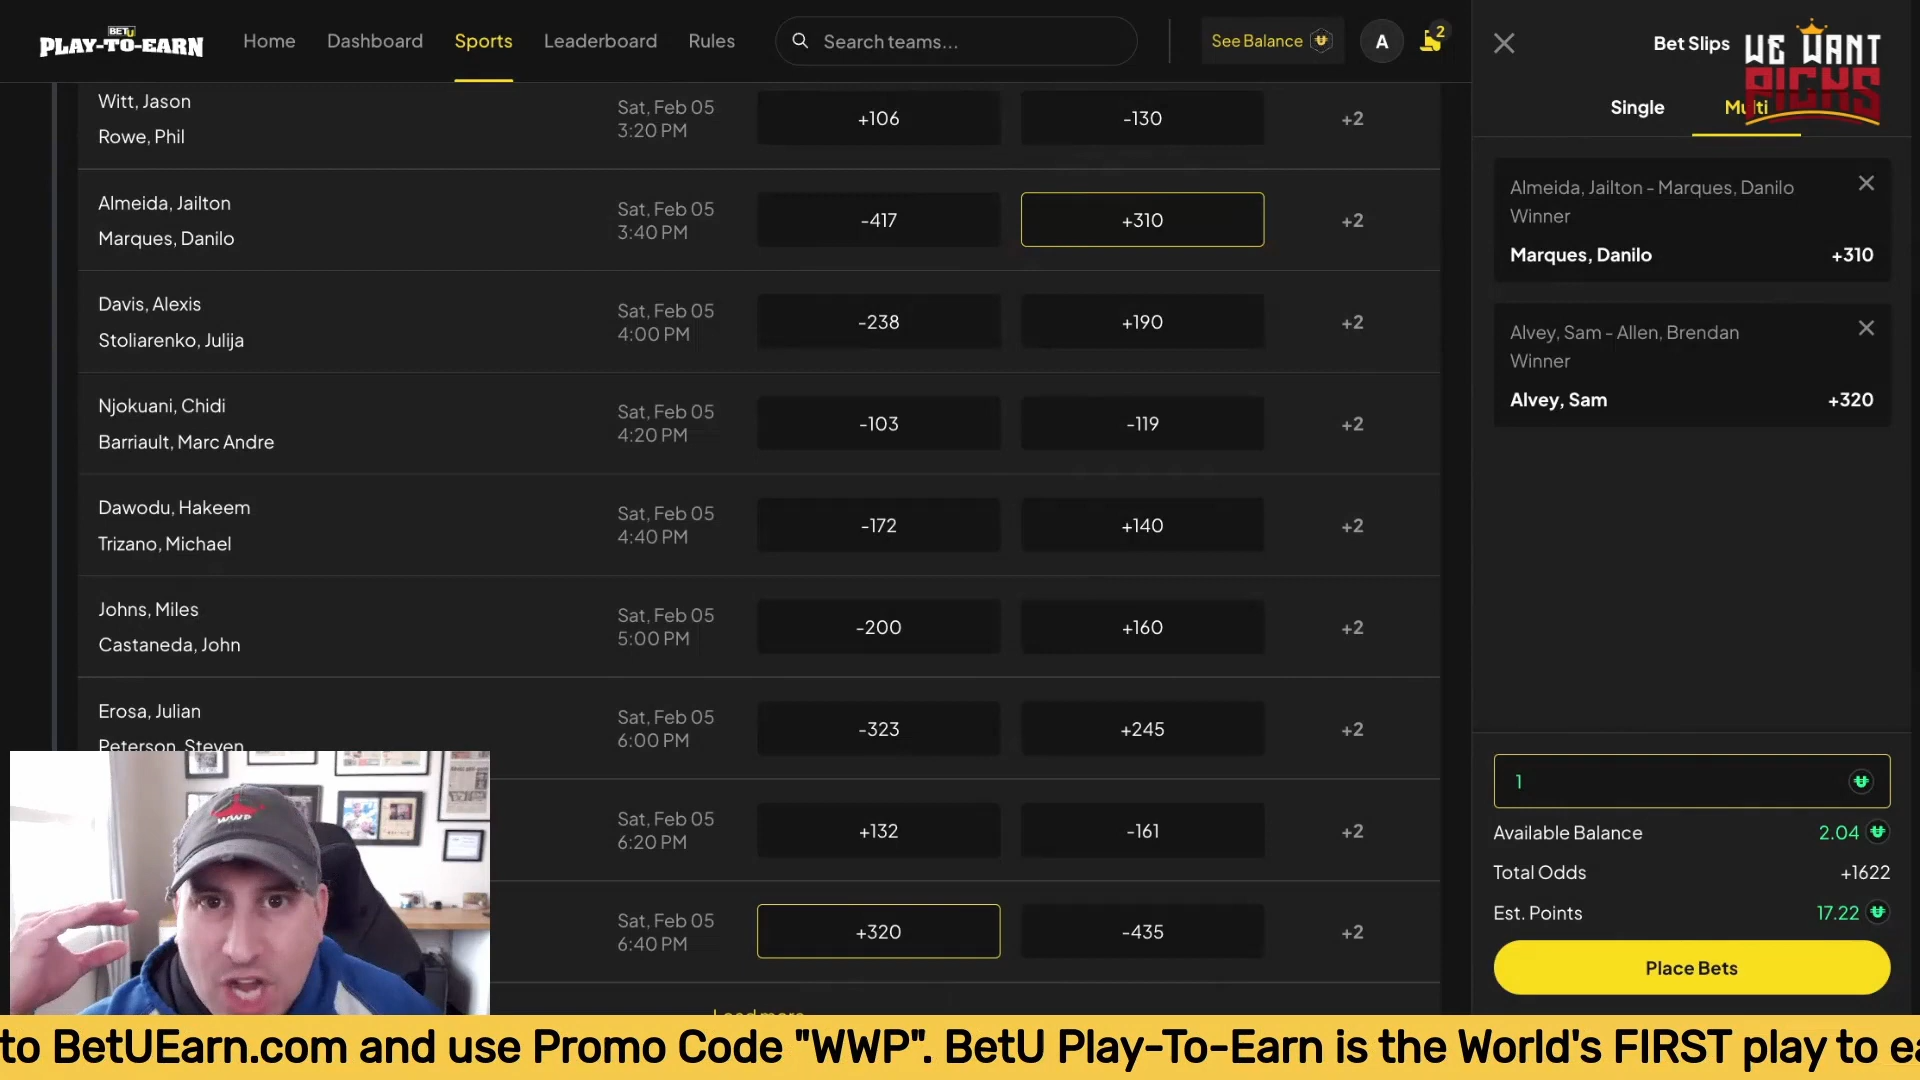 BETU
PLAY-TO-EARN
Home
Dashboard
Sports
Leaderboard
Rules
Search teams...
See Balance
A
2
Bet Slips
WE WANT
PICKS
Single
Multi
Witt, Jason
Rowe, Phil
Sat, Feb 05
3:20 PM
+106
-130
+2
Almeida, Jailton
Marques, Danilo
Sat, Feb 05
3:40 PM
-417
+310
+2
Davis, Alexis
Stoliarenko, Julija
Sat, Feb 05
4:00 PM
-238
+190
+2
Njokuani, Chidi
Barriault, Marc Andre
Sat, Feb 05
4:20 PM
-103
-119
+2
Dawodu, Hakeem
Trizano, Michael
Sat, Feb 05
4:40 PM
-172
+140
+2
Johns, Miles
Castaneda, John
Sat, Feb 05
5:00 PM
-200
+160
+2
Erosa, Julian
Peterson, Steven
Sat, Feb 05
6:00 PM
-323
+245
+2
Sat, Feb 05
6:20 PM
+132
-161
+2
Sat, Feb 05
6:40 PM
+320
-435
+2
Load more
Almeida, Jailton - Marques, Danilo
Winner
Marques, Danilo
+310
Alvey, Sam - Allen, Brendan
Winner
Alvey, Sam
+320
1
Available Balance
2.04
Total Odds
+1622
Est. Points
17.22
Place Bets
WWP
to BetUEarn.com and use Promo Code "WWP". BetU Play-To-Earn is the World's FIRST play to ea